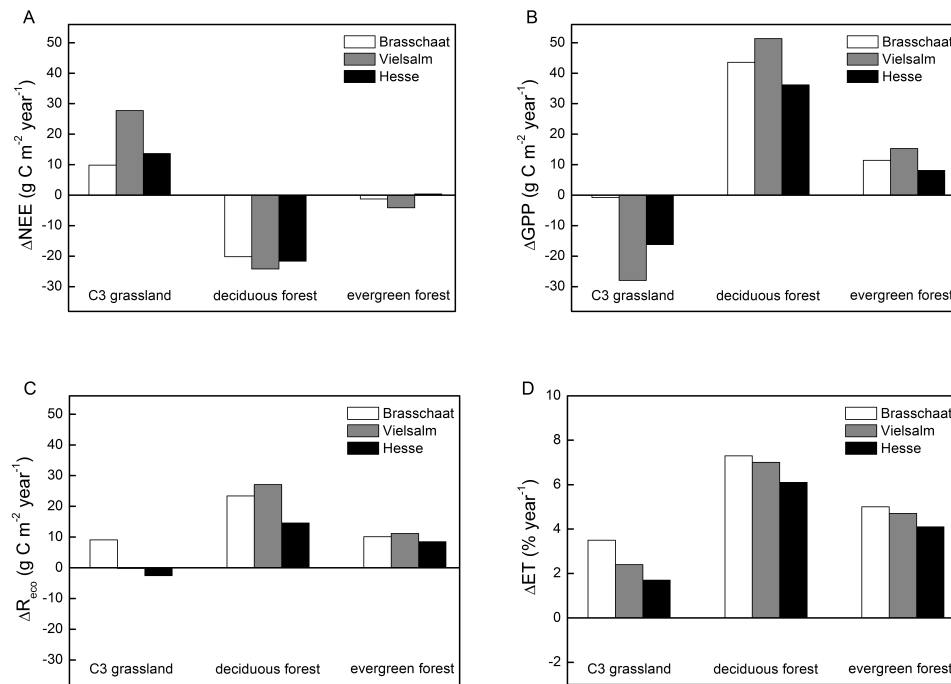 A
Brasschaat
Vielsalm
Hesse
50
40
30
20
10
0
-10
-20
-30
ΔNEE (g C m⁻² year⁻¹)
C3 grassland deciduous forest evergreen forest
B
Brasschaat
Vielsalm
Hesse
50
40
30
20
10
0
-10
-20
-30
ΔGPP (g C m⁻² year⁻¹)
C3 grassland deciduous forest evergreen forest
C
Brasschaat
Vielsalm
Hesse
50
40
30
20
10
0
-10
-20
-30
ΔR_eco (g C m⁻² year⁻¹)
C3 grassland deciduous forest evergreen forest
D
Brasschaat
Vielsalm
Hesse
10
8
6
4
2
0
-2
ΔET (% year⁻¹)
C3 grassland deciduous forest evergreen forest